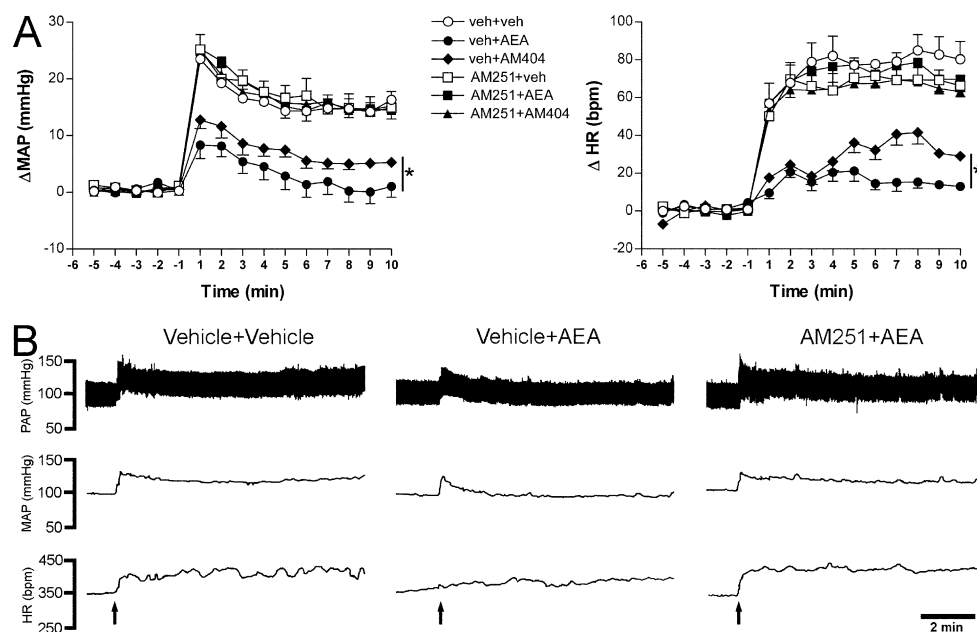 A
ΔMAP (mmHg)
30
20
10
0
-10
-6 -5 -4 -3 -2 -1 1 2 3 4 5 6 7 8 9 10
Time (min)
*
veh+veh
veh+AEA
veh+AM404
AM251+veh
AM251+AEA
AM251+AM404
Δ HR (bpm)
100
80
60
40
20
0
-20
-6 -5 -4 -3 -2 -1 1 2 3 4 5 6 7 8 9 10
Time (min)
*
B
Vehicle+Vehicle
Vehicle+AEA
AM251+AEA
PAP (mmHg)
150
100
50
MAP (mmHg)
150
100
50
HR (bpm)
450
350
250
2 min